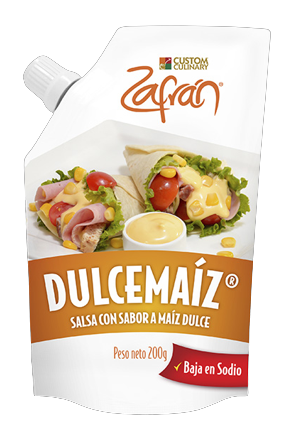 CUSTOM
CULINARY
Zafrán®
DULCEMAÍZ®
SALSA CON SABOR A MAÍZ DULCE
Peso neto 200g
Baja en Sodio